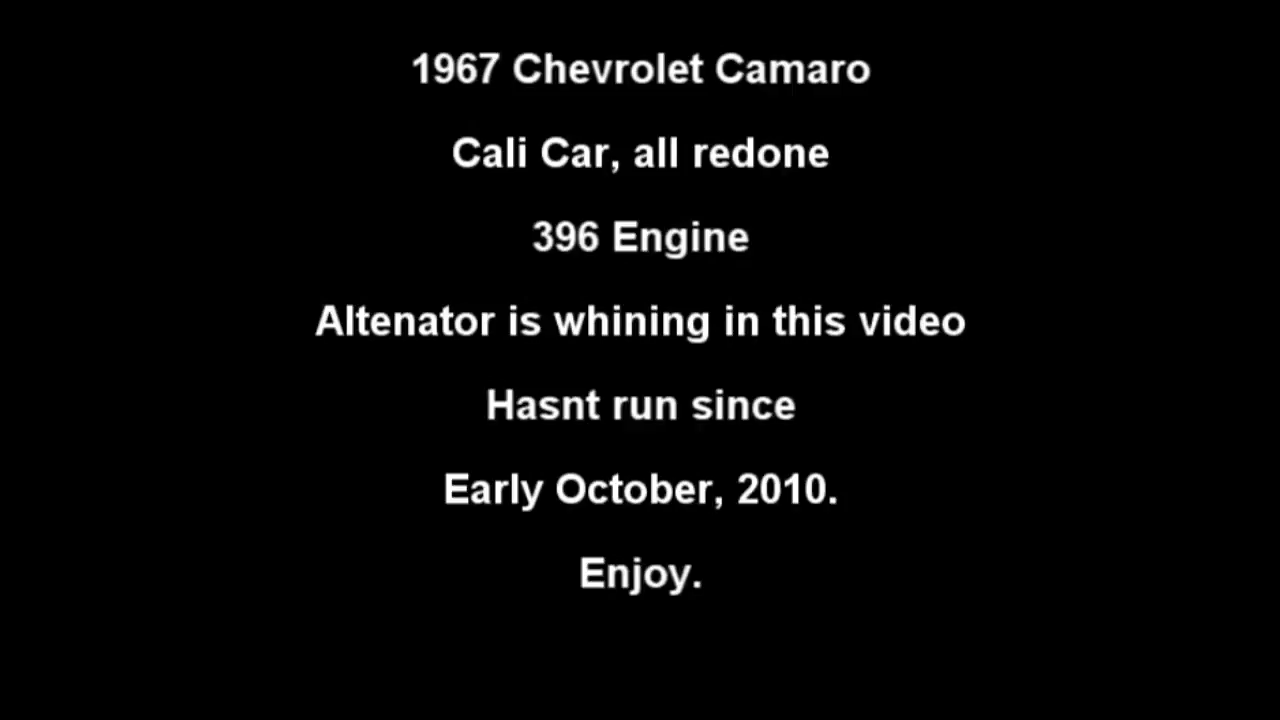 1967 Chevrolet Camaro
Cali Car, all redone
396 Engine
Altenator is whining in this video
Hasnt run since
Early October, 2010.
Enjoy.